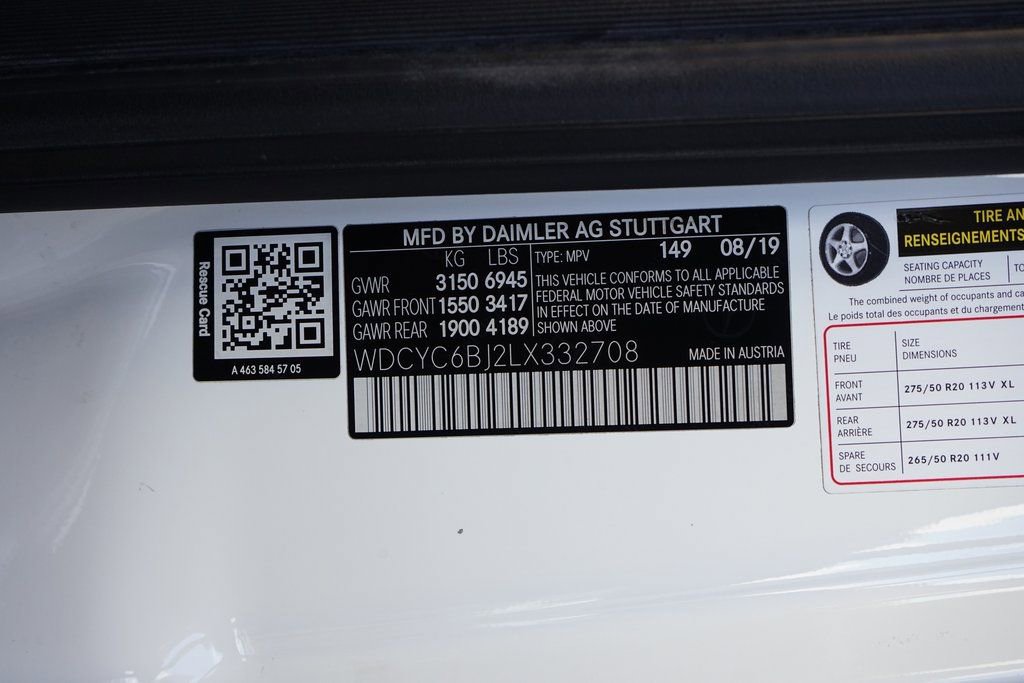 Rescue Card
A 463 584 57 05
MFD BY DAIMLER AG STUTTGART
KG LBS TYPE: MPV 149 08/19
GVWR 3150 6945
GAWR FRONT 1550 3417
GAWR REAR 1900 4189
THIS VEHICLE CONFORMS TO ALL APPLICABLE
FEDERAL MOTOR VEHICLE SAFETY STANDARDS
IN EFFECT ON THE DATE OF MANUFACTURE
SHOWN ABOVE
WDCYC6BJ2LX332708 MADE IN AUSTRIA
TIRE AN
RENSEIGNEMENTS
SEATING CAPACITY
NOMBRE DE PLACES
TO
The combined weight of occupants and ca
Le poids total des occupants et du chargement
TIRE SIZE
PNEU DIMENSIONS
FRONT
AVANT
275/50 R20 113V XL
REAR
ARRIÈRE
275/50 R20 113V XL
SPARE
DE SECOURS
265/50 R20 111V